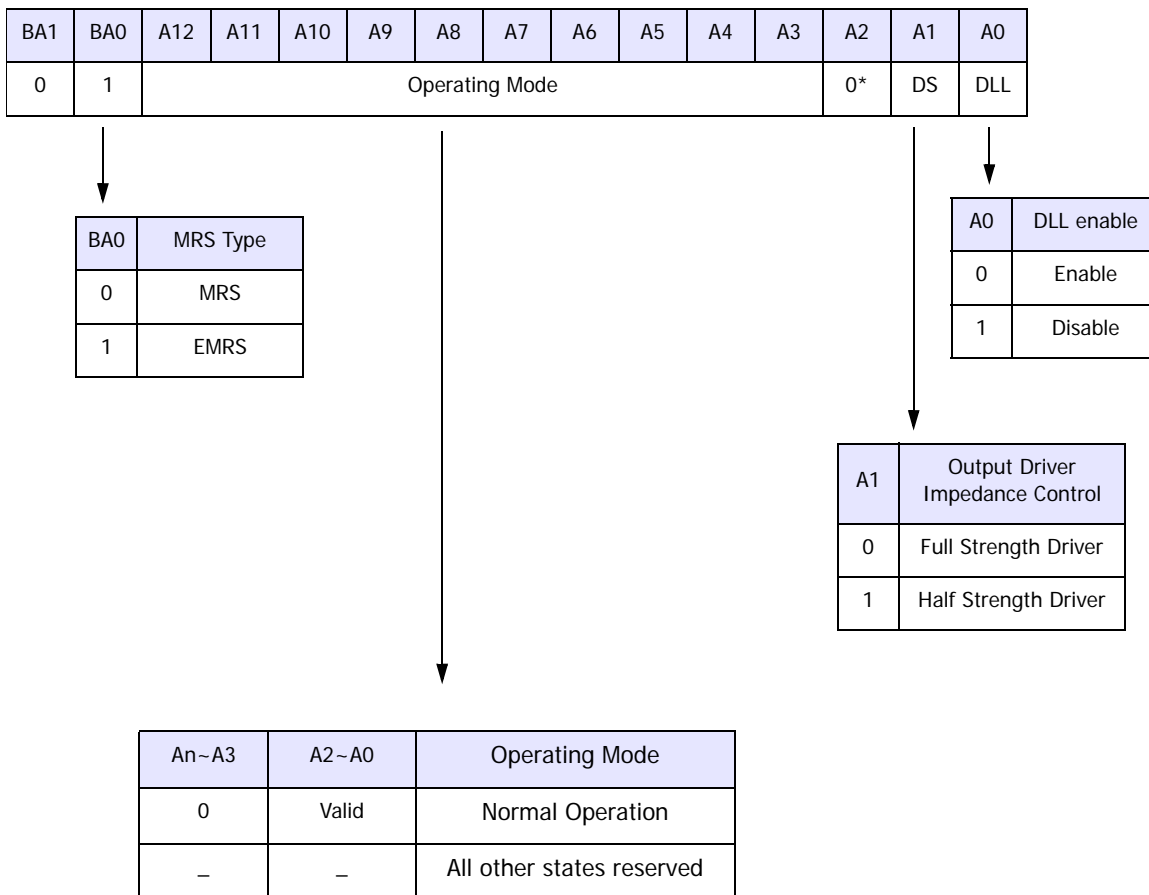 BA1 BA0 A12 A11 A10 A9 A8 A7 A6 A5 A4 A3 A2 A1 A0
0 1 Operating Mode 0* DS DLL
BA0 MRS Type
0 MRS
1 EMRS
A0 DLL enable
0 Enable
1 Disable
A1 Output Driver
Impedance Control
0 Full Strength Driver
1 Half Strength Driver
An~A3 A2~A0 Operating Mode
0 Valid Normal Operation
_ _ All other states reserved